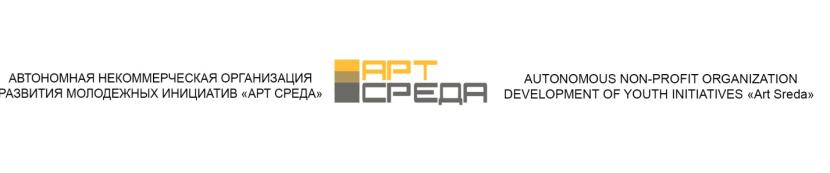 АВТОНОМНАЯ НЕКОММЕРЧЕСКАЯ ОРГАНИЗАЦИЯ
РАЗВИТИЯ МОЛОДЕЖНЫХ ИНИЦИАТИВ «АРТ СРЕДА»
АРТ
СРЕДА
AUTONOMOUS NON-PROFIT ORGANIZATION
DEVELOPMENT OF YOUTH INITIATIVES «Art Sreda»